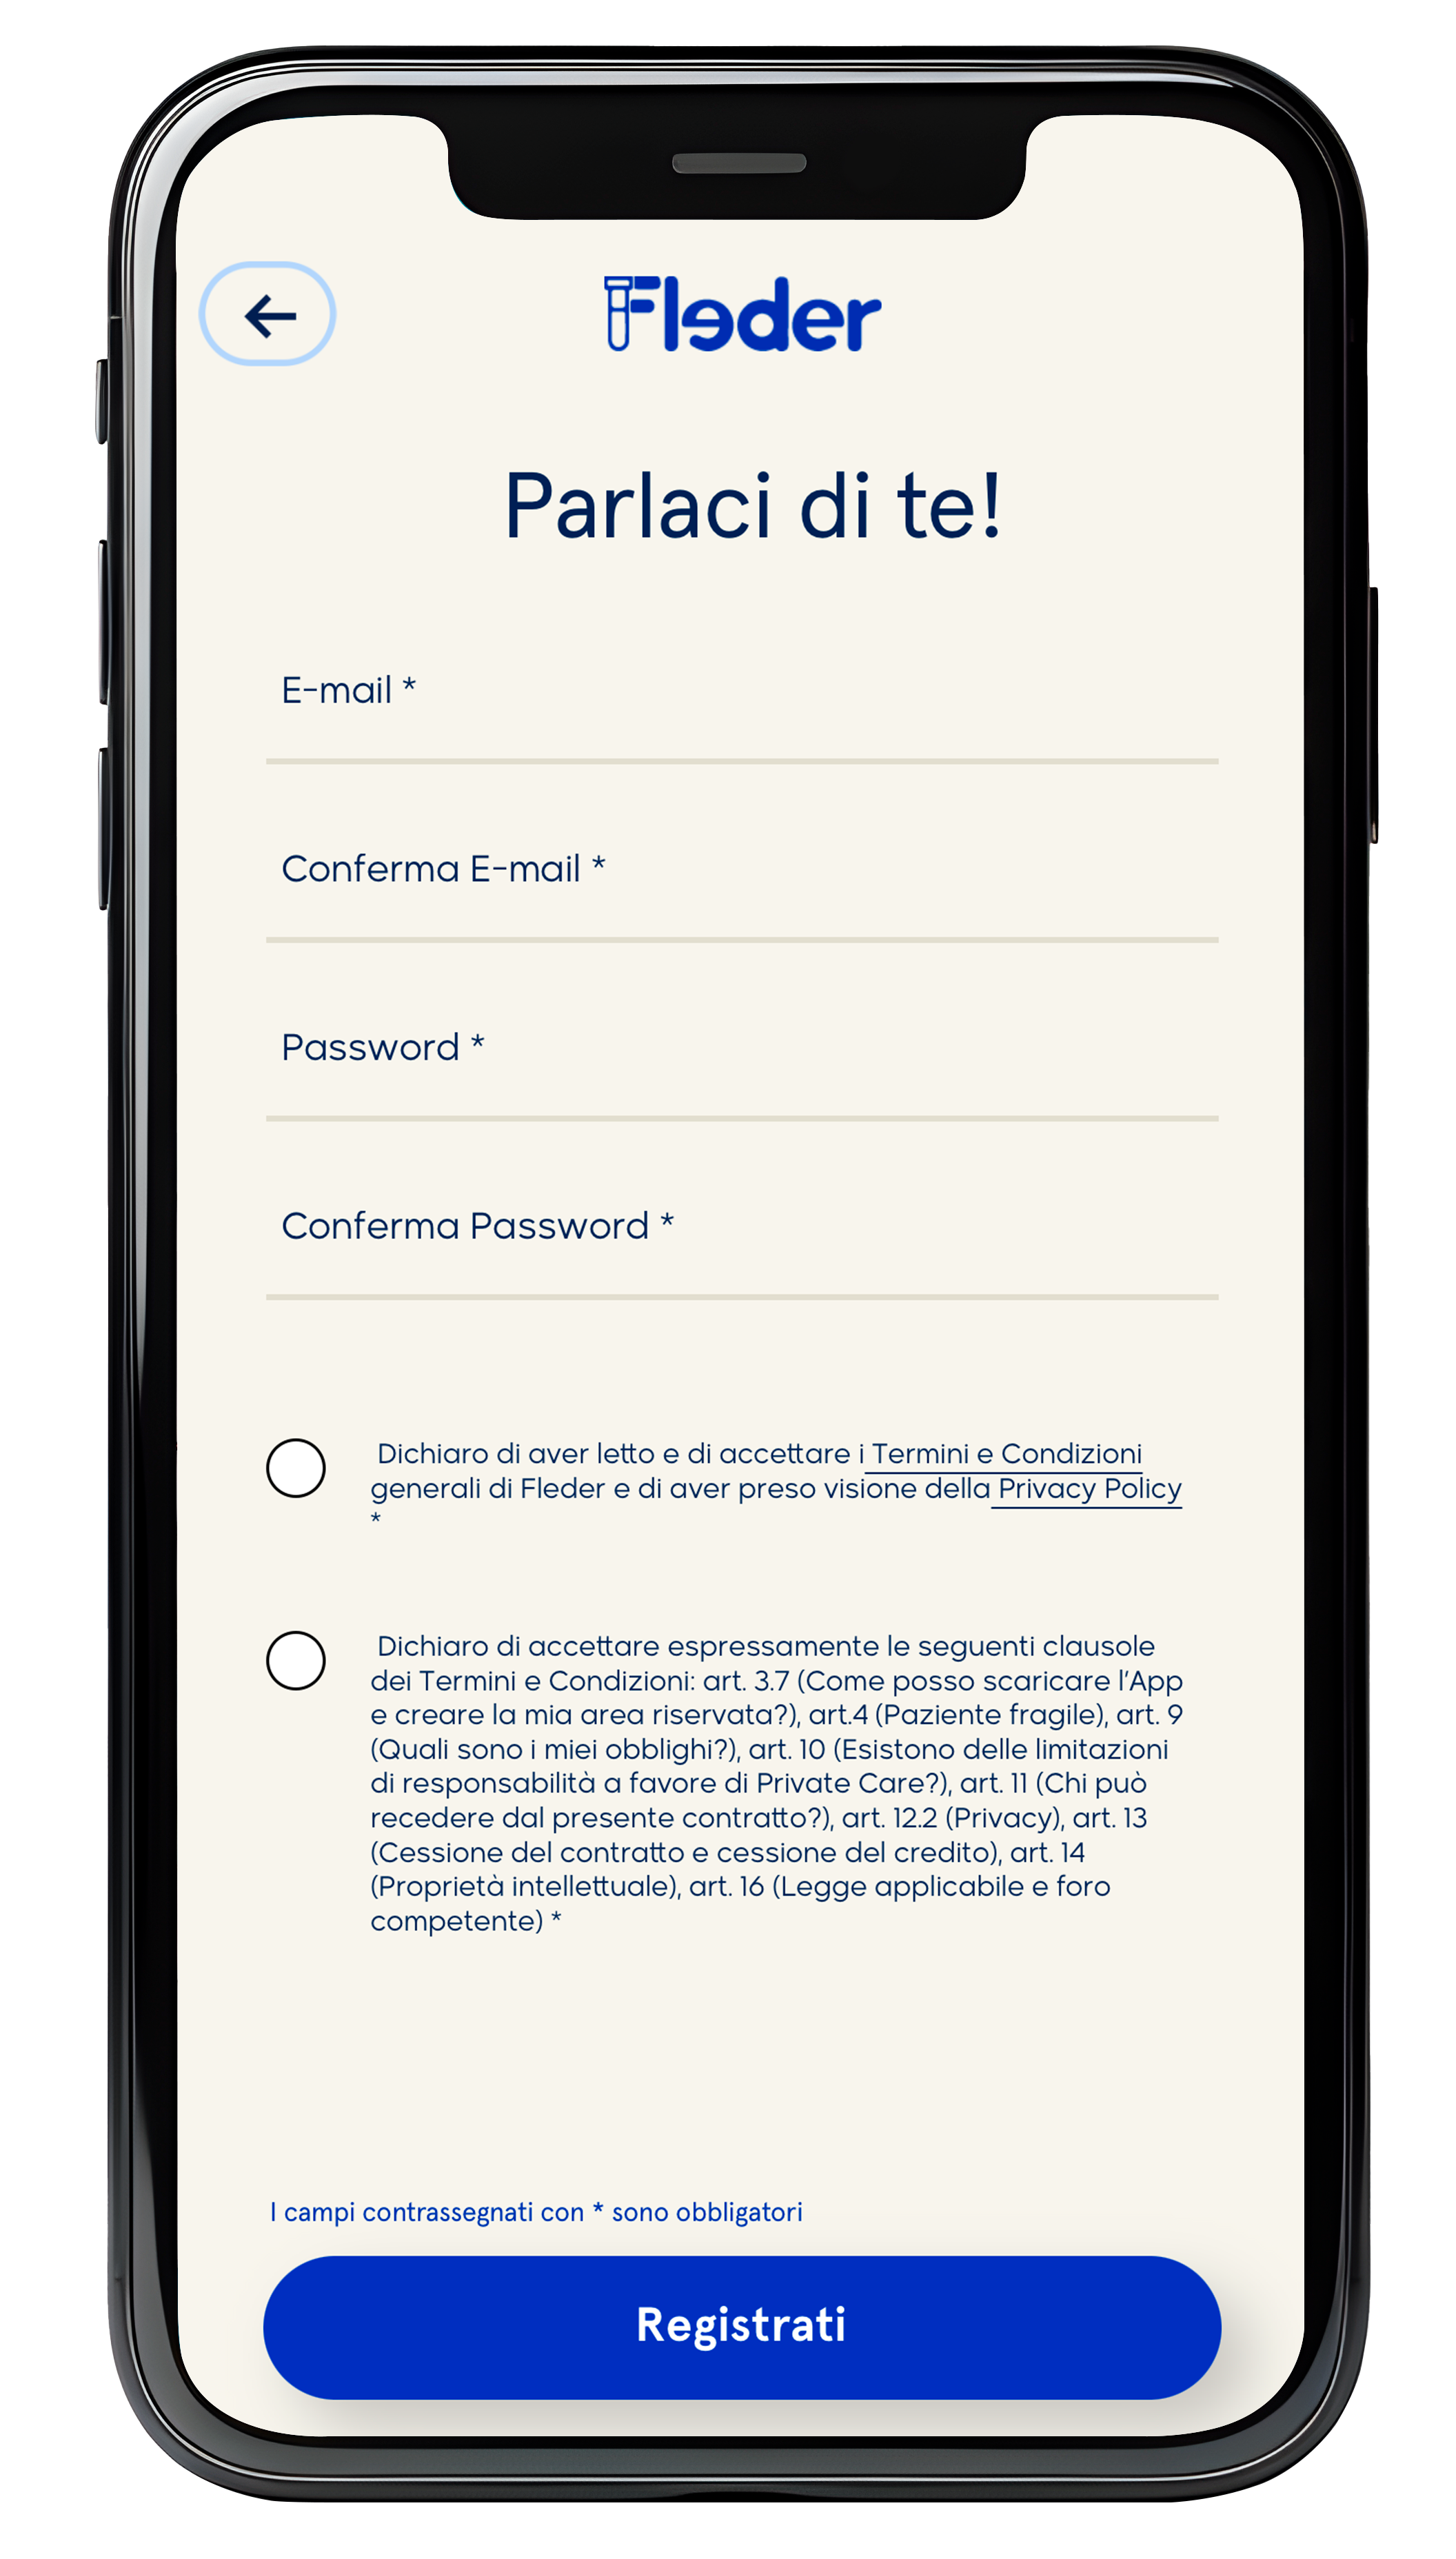 Fleder
Parlaci di te!
E-mail *
Conferma E-mail *
Password *
Conferma Password *
Dichiaro di aver letto e di accettare i Termini e Condizioni
generali di Fleder e di aver preso visione della Privacy Policy
*
Dichiaro di accettare espressamente le seguenti clausole
dei Termini e Condizioni: art. 3.7 (Come posso scaricare l'App
e creare la mia area riservata?), art.4 (Paziente fragile), art. 9
(Quali sono i miei obblighi?), art. 10 (Esistono delle limitazioni
di responsabilità a favore di Private Care?), art. 11 (Chi può
recedere dal presente contratto?), art. 12.2 (Privacy), art. 13
(Cessione del contratto e cessione del credito), art. 14
(Proprietà intellettuale), art. 16 (Legge applicabile e foro
competente) *
I campi contrassegnati con * sono obbligatori
Registrati